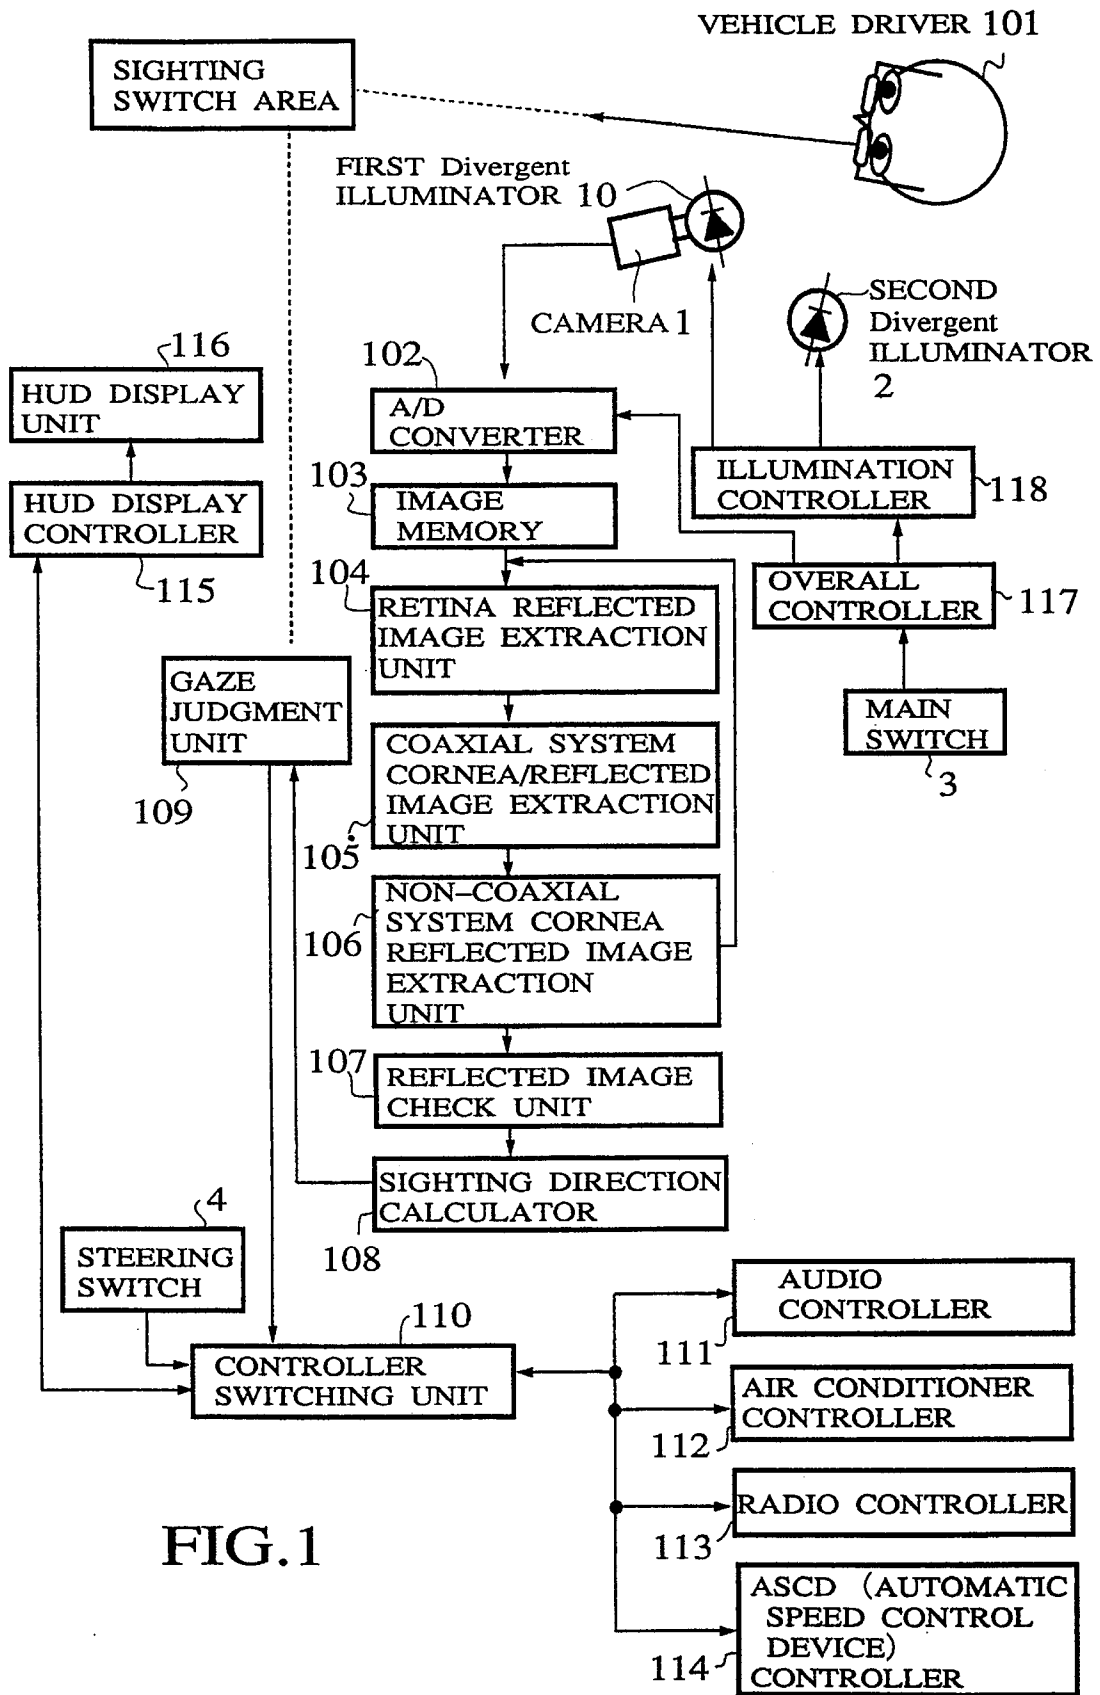 VEHICLE DRIVER 101
SIGHTING
SWITCH AREA
FIRST Divergent
ILLUMINATOR 10
CAMERA 1
SECOND
Divergent
ILLUMINATOR
2
116
HUD DISPLAY
UNIT
HUD DISPLAY
CONTROLLER
115
102
A/D
CONVERTER
103
IMAGE
MEMORY
ILLUMINATION
CONTROLLER
118
OVERALL
CONTROLLER
117
MAIN
SWITCH
3
104
RETINA REFLECTED
IMAGE EXTRACTION
UNIT
GAZE
JUDGMENT
UNIT
109
COAXIAL SYSTEM
CORNEA/REFLECTED
IMAGE EXTRACTION
UNIT
105
NON-COAXIAL
SYSTEM CORNEA
REFLECTED IMAGE
EXTRACTION
UNIT
106
107
REFLECTED IMAGE
CHECK UNIT
SIGHTING DIRECTION
CALCULATOR
108
4
STEERING
SWITCH
110
CONTROLLER
SWITCHING UNIT
AUDIO
CONTROLLER
111
AIR CONDITIONER
CONTROLLER
112
RADIO CONTROLLER
113
ASCD (AUTOMATIC
SPEED CONTROL
DEVICE)
CONTROLLER
114
FIG.1